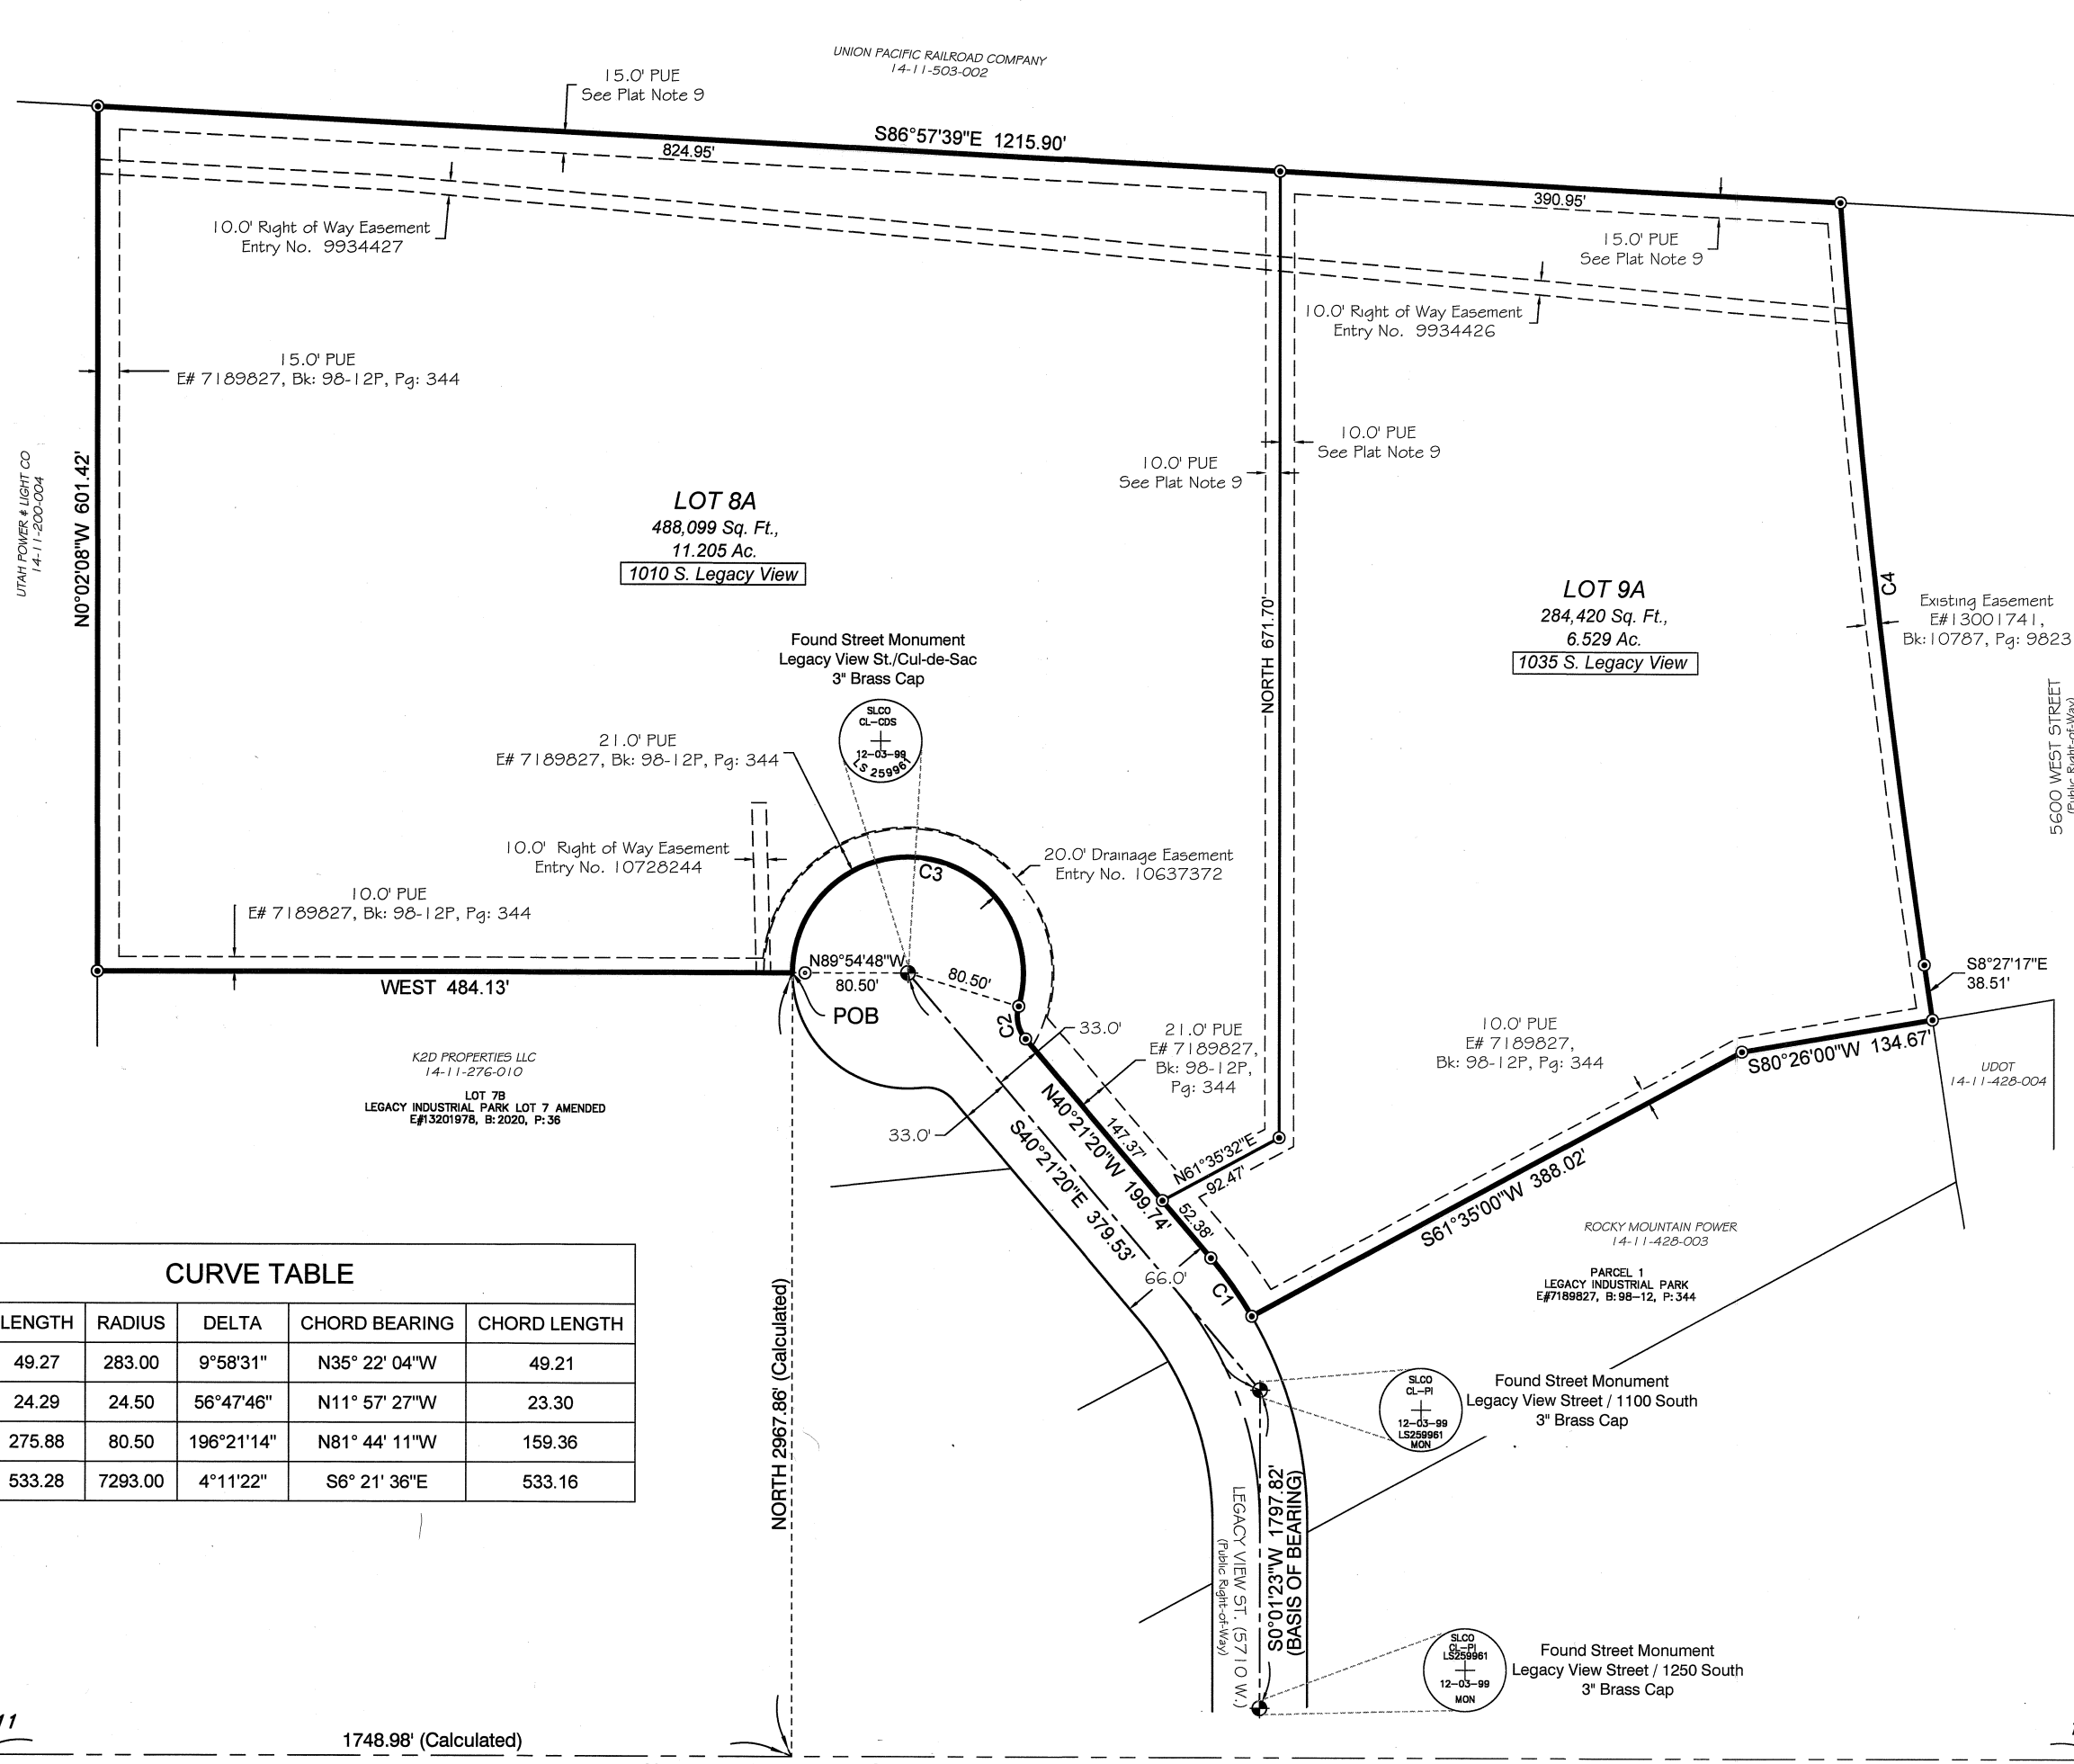 UNION PACIFIC RAILROAD COMPANY
14-11-503-002
15.0' PUE
See Plat Note 9
S86°57'39"E 1215.90'
824.95'
390.95'
10.0' Right of Way Easement
Entry No. 9934427
15.0' PUE
See Plat Note 9
10.0' Right of Way Easement
Entry No. 9934426
15.0' PUE
E# 7189827, Bk: 98-12P, Pg: 344
UTAH POWER & LIGHT CO
14-11-200-004
N0°02'08"W 601.42'
10.0' PUE
See Plat Note 9
10.0' PUE
See Plat Note 9
LOT 8A
488,099 Sq. Ft.,
11.205 Ac.
1010 S. Legacy View
NORTH 671.70'
LOT 9A
284,420 Sq. Ft.,
6.529 Ac.
1035 S. Legacy View
C4
Existing Easement
E#13001741,
Bk:10787, Pg: 9823
5600 WEST STREET
(Public Right-of-Way)
Found Street Monument
Legacy View St./Cul-de-Sac
3" Brass Cap
SLCO
CL-CDS
12-03-99
LS 259961
21.0' PUE
E# 7189827, Bk: 98-12P, Pg: 344
10.0' Right of Way Easement
Entry No. 10728244
C3
20.0' Drainage Easement
Entry No. 10637372
10.0' PUE
E# 7189827, Bk: 98-12P, Pg: 344
WEST 484.13'
N89°54'48"W
80.50'
80.50'
POB
C2
33.0'
33.0'
21.0' PUE
E# 7189827,
Bk: 98-12P,
Pg: 344
10.0' PUE
E# 7189827,
Bk: 98-12P, Pg: 344
S8°27'17"E
38.51'
S80°26'00"W 134.67'
UDOT
14-11-428-004
K2D PROPERTIES LLC
14-11-276-010
LOT 7B
LEGACY INDUSTRIAL PARK LOT 7 AMENDED
E#13201978, B:2020, P:36
N40°21'20"W 199.74'
147.37'
S40°21'20"E 379.53'
N61°35'32"E
92.47'
52.38'
66.0'
C1
S61°35'00"W 388.02'
ROCKY MOUNTAIN POWER
14-11-428-003
PARCEL 1
LEGACY INDUSTRIAL PARK
E#7189827, B:98-12, P:344
CURVE TABLE
LENGTH RADIUS DELTA CHORD BEARING CHORD LENGTH
49.27 283.00 9°58'31" N35° 22' 04"W 49.21
24.29 24.50 56°47'46" N11° 57' 27"W 23.30
275.88 80.50 196°21'14" N81° 44' 11"W 159.36
533.28 7293.00 4°11'22" S6° 21' 36"E 533.16
NORTH 2967.86' (Calculated)
SLCO
CL-PI
12-03-99
LS259961
MON
Found Street Monument
Legacy View Street / 1100 South
3" Brass Cap
LEGACY VIEW ST. (5710 W.)
(Public Right-of-Way)
S0°01'23"W 1797.82'
(BASIS OF BEARING)
SLCO
CL-PI
LS259961
12-03-99
MON
Found Street Monument
Legacy View Street / 1250 South
3" Brass Cap
11
1748.98' (Calculated)